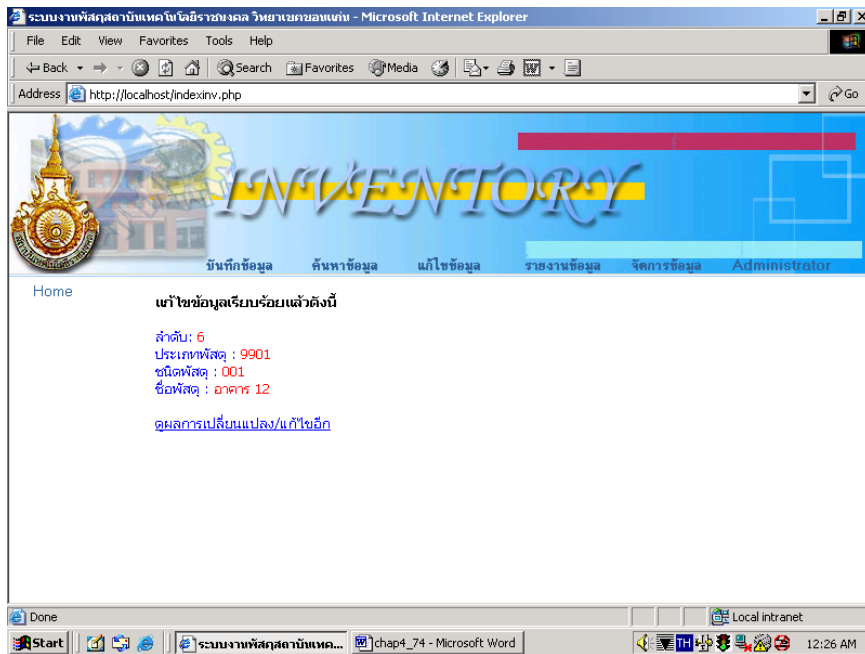 ระบบงานพัสดุสถาบันเทคโนโลยีราชมงคล วิทยาเขตขอนแก่น - Microsoft Internet Explorer
File Edit View Favorites Tools Help
Back Search Favorites Media
Address http://localhost/indexinv.php Go
INVENTORY
บันทึกข้อมูล ค้นหาข้อมูล แก้ไขข้อมูล รายงานข้อมูล จัดการข้อมูล Administrator
Home
แก้ไขข้อมูลเรียบร้อยแล้วดังนี้
ลำดับ: 6
ประเภทพัสดุ : 9901
ชนิดพัสดุ : 001
ชื่อพัสดุ : อาคาร 12
ดูผลการเปลี่ยนแปลง/แก้ไขอีก
Done Local intranet
Start ระบบงานพัสดุสถาบันเทค... chap4_74 - Microsoft Word TH 12:26 AM